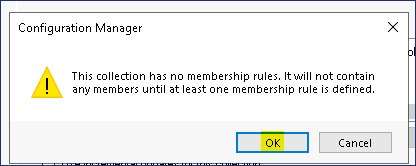 Configuration Manager
This collection has no membership rules. It will not contain
any members until at least one membership rule is defined.
OK
Cancel